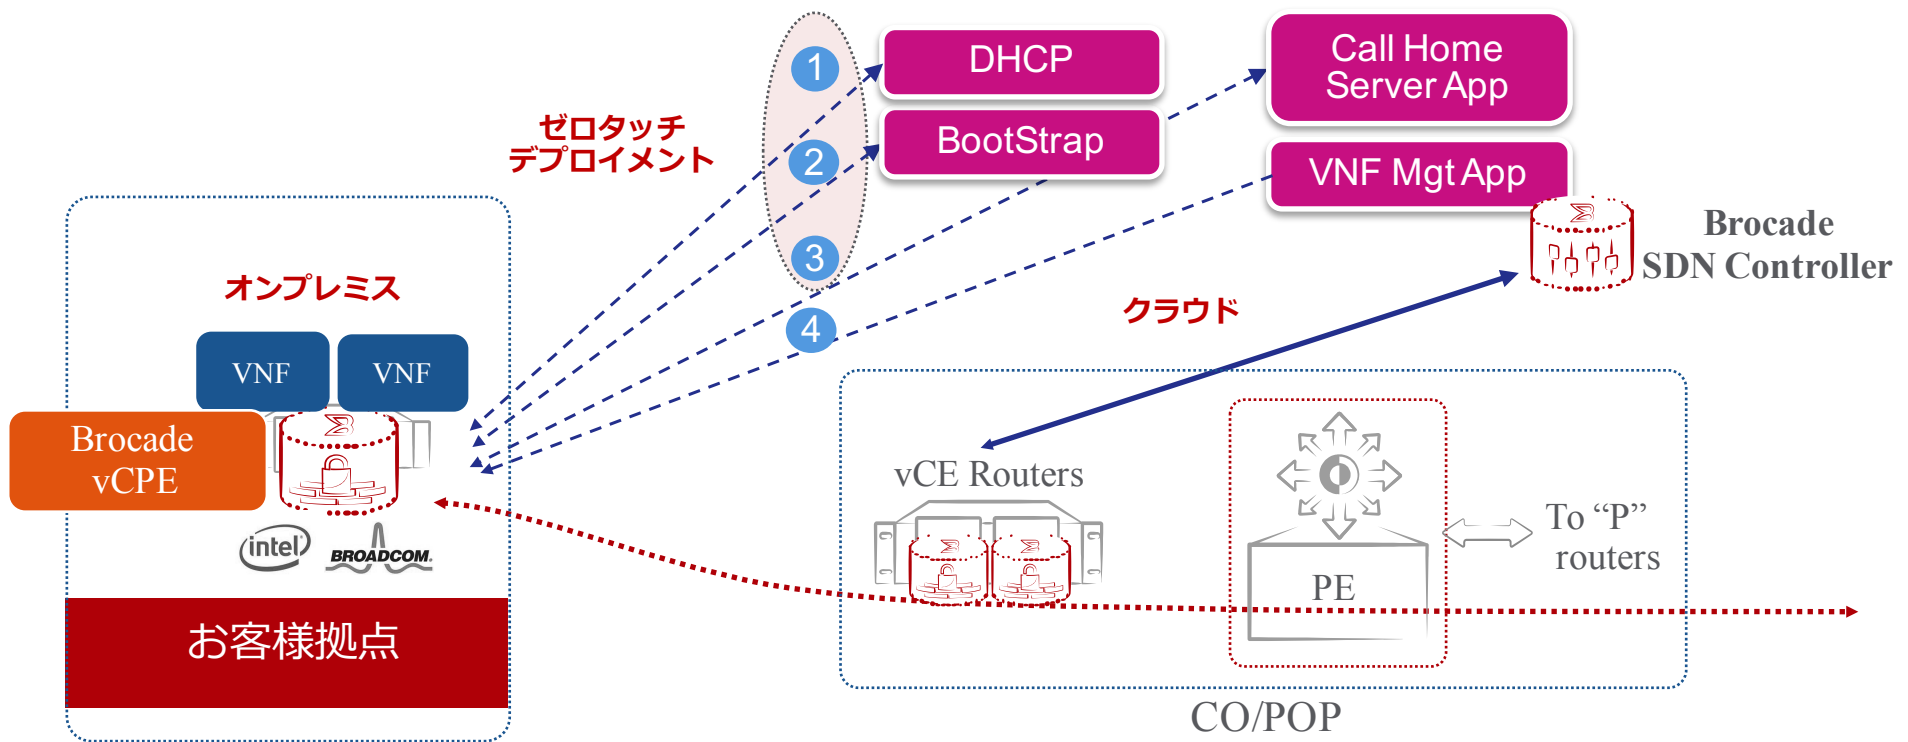 1
DHCP
Call Home
Server App
ゼロタッチ
デプロイメント
2
BootStrap
VNF Mgt App
3
Brocade
SDN Controller
オンプレミス
4
クラウド
VNF
VNF
Brocade
vCPE
vCE Routers
intel
BROADCOM.
To “P”
routers
PE
お客様拠点
CO/POP